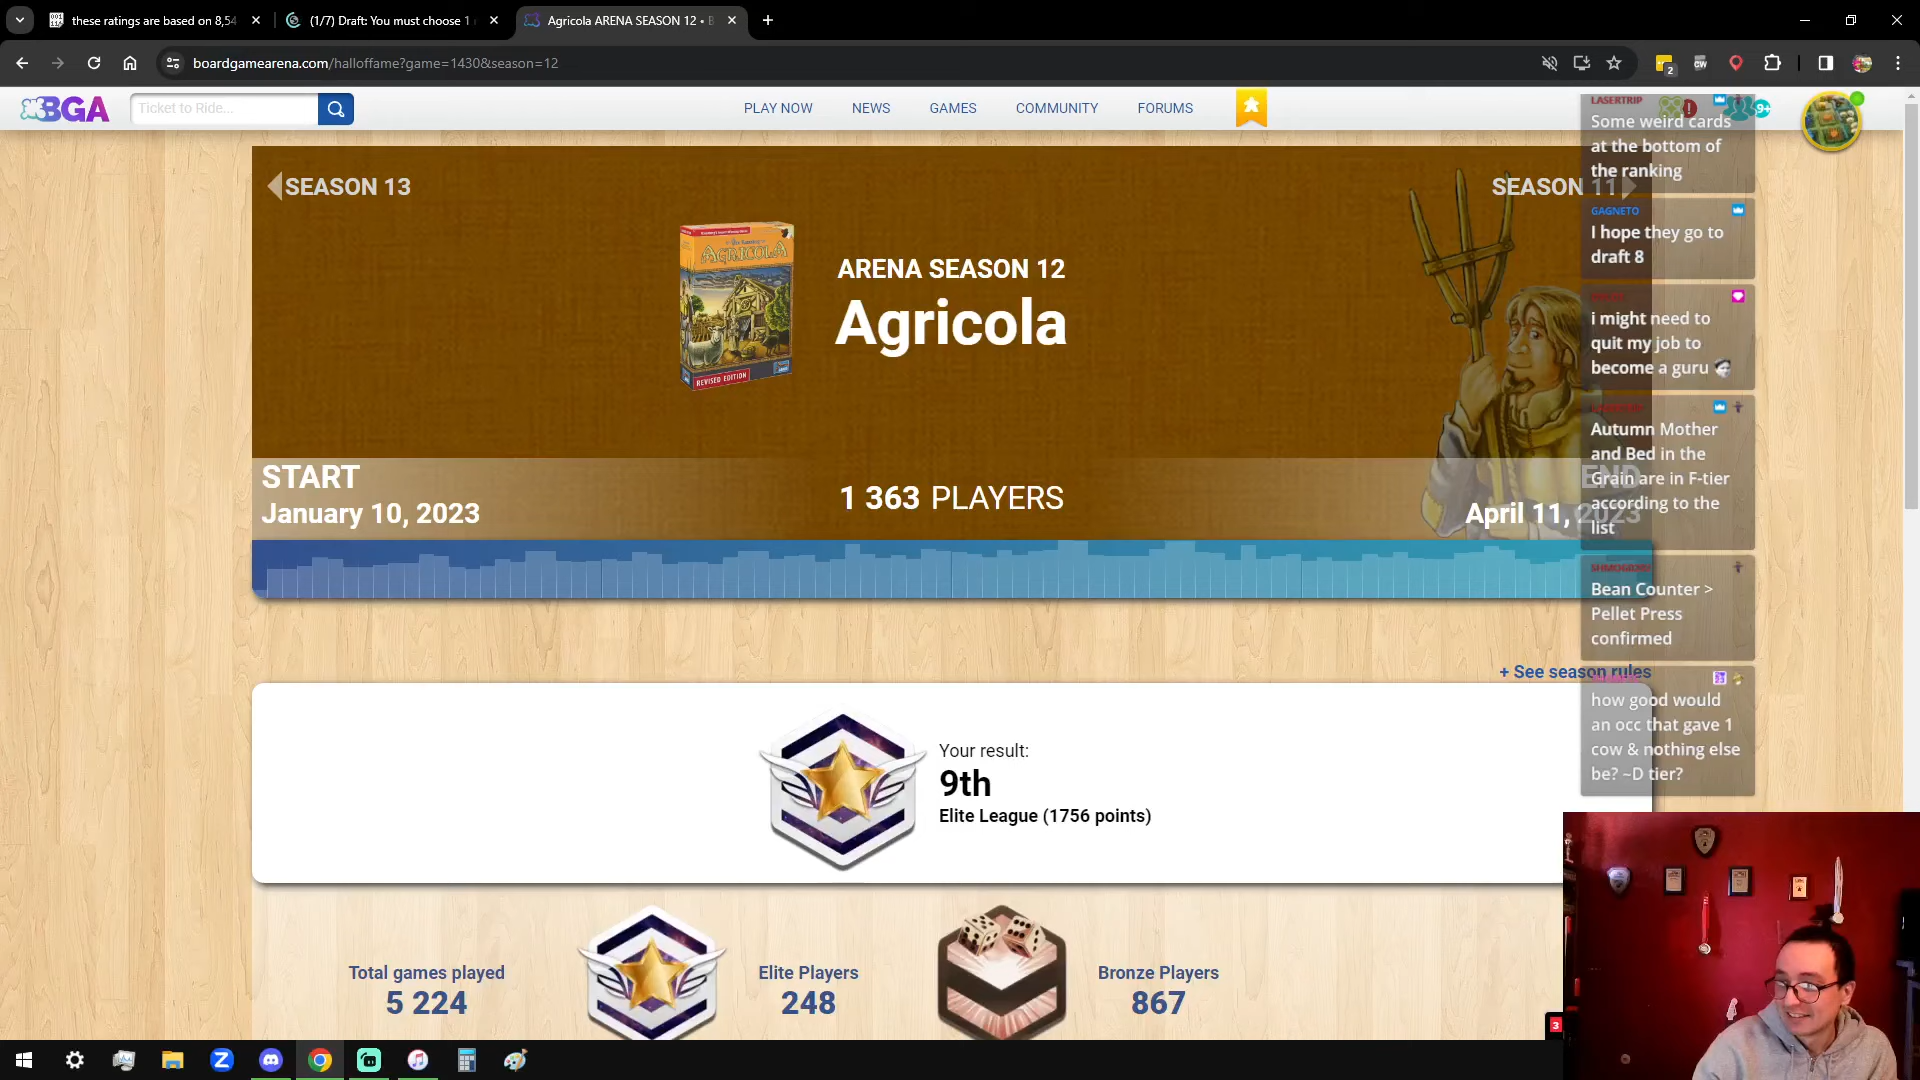 these ratings are based on 8,54
(1/7) Draft: You must choose 1
Agricola ARENA SEASON 12 •
boardgamearena.com/halloffame?game=1430&season=12
2
CW
BGA
Ticket to Ride...
PLAY NOW
NEWS
GAMES
COMMUNITY
FORUMS
9+
SEASON 13
SEASON 11
AGRICOLA
REVISED EDITION
ARENA SEASON 12
Agricola
START
January 10, 2023
1 363 PLAYERS
END
April 11, 2023
+ See season rules
Your result:
9th
Elite League (1756 points)
Total games played
5 224
Elite Players
248
Bronze Players
867
LASERTRIP
Some weird cards
at the bottom of
the ranking
GAGNETO
I hope they go to
draft 8
i might need to
quit my job to
become a guru
Autumn Mother
and Bed in the
Grain are in F-tier
according to the
list
Bean Counter >
Pellet Press
confirmed
how good would
an occ that gave 1
cow & nothing else
be? ~D tier?
3